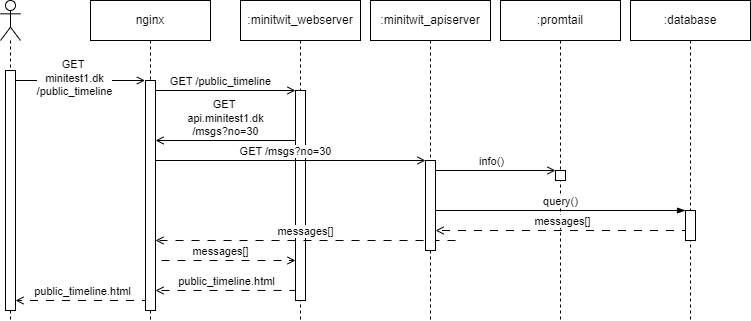 nginx
:minitwit_webserver
:minitwit_apiserver
:promtail
:database
GET
minitest1.dk
/public_timeline
GET /public_timeline
GET
api.minitest1.dk
/msgs?no=30
GET /msgs?no=30
info()
query()
messages[]
messages[]
messages[]
public_timeline.html
public_timeline.html